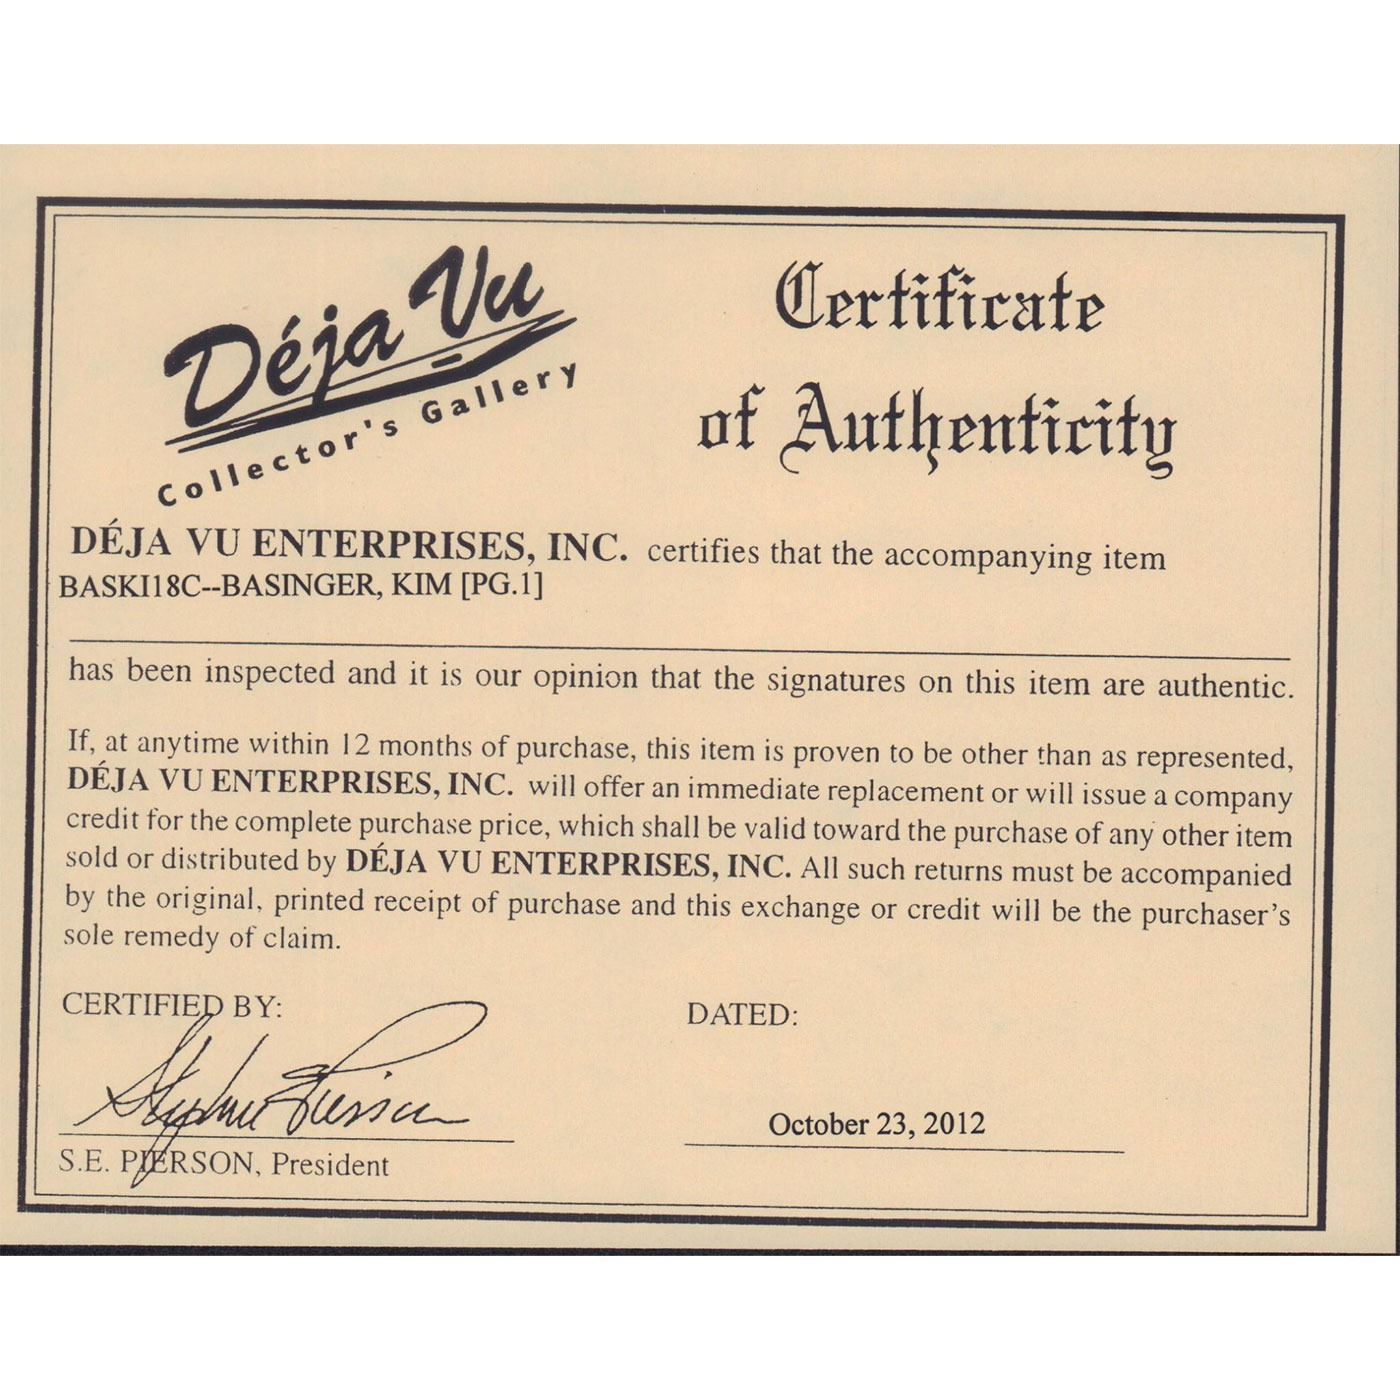 Déja Vu
Collector's Gallery
Certificate
of Authenticity
DÉJA VU ENTERPRISES, INC. certifies that the accompanying item
BASKI18C--BASINGER, KIM [PG.1]
has been inspected and it is our opinion that the signatures on this item are authentic.
If, at anytime within 12 months of purchase, this item is proven to be other than as represented,
DÉJA VU ENTERPRISES, INC. will offer an immediate replacement or will issue a company
credit for the complete purchase price, which shall be valid toward the purchase of any other item
sold or distributed by DÉJA VU ENTERPRISES, INC. All such returns must be accompanied
by the original, printed receipt of purchase and this exchange or credit will be the purchaser's
sole remedy of claim.
CERTIFIED BY:
DATED:
October 23, 2012
S.E. PIERSON, President